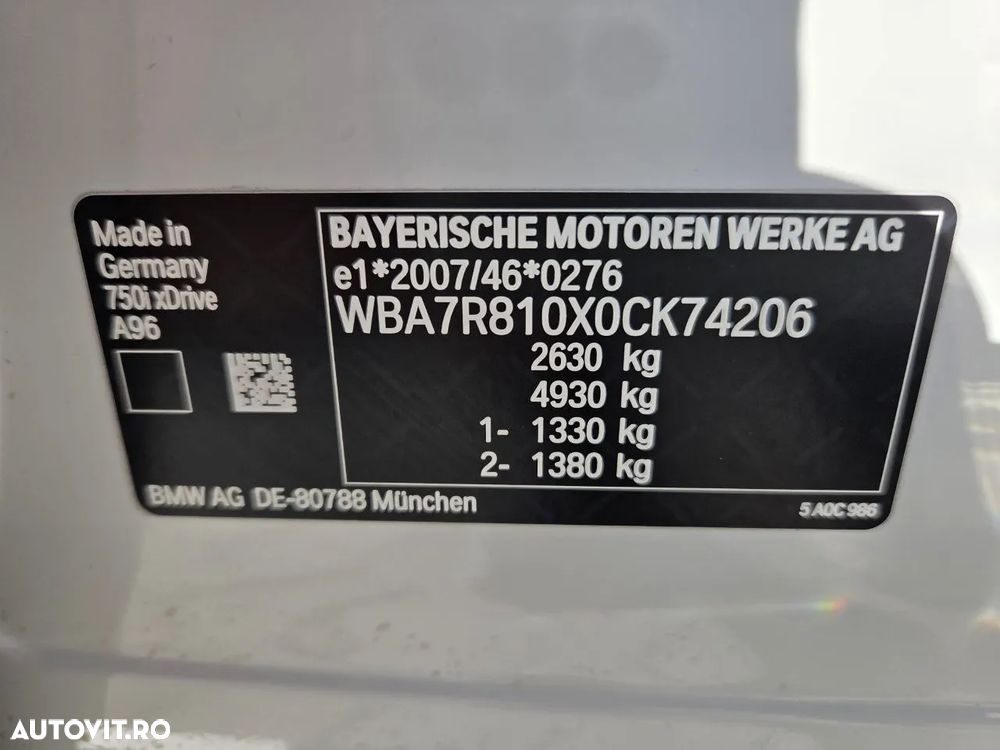 Made in
Germany
750i xDrive
A96
BAYERISCHE MOTOREN WERKE AG
e1*2007/46*0276
WBA7R810X0CK74206
2630 kg
4930 kg
1- 1330 kg
2- 1380 kg
BMW AG DE-80788 München
5 A0C 986
AUTOVIT.RO